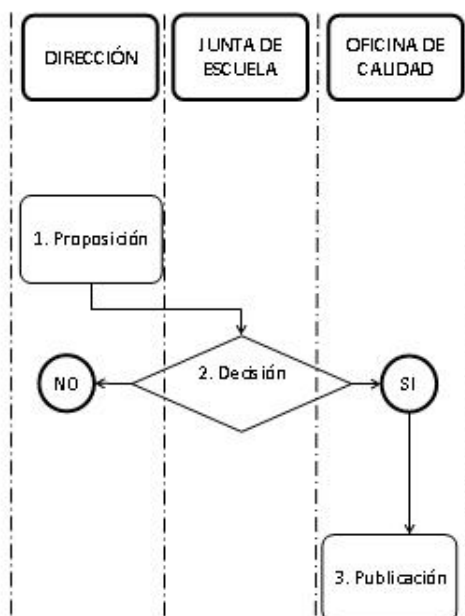 DIRECCIÓN
JUNTA DE
ESCUELA
OFICINA DE
CALIDAD
1. Proposición
2. Decisión
NO
SI
3. Publicación